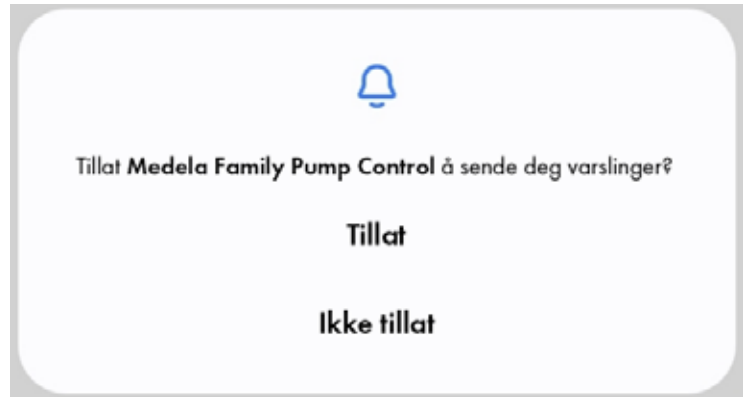 Tillat Medela Family Pump Control å sende deg varslinger?
Tillat
Ikke tillat